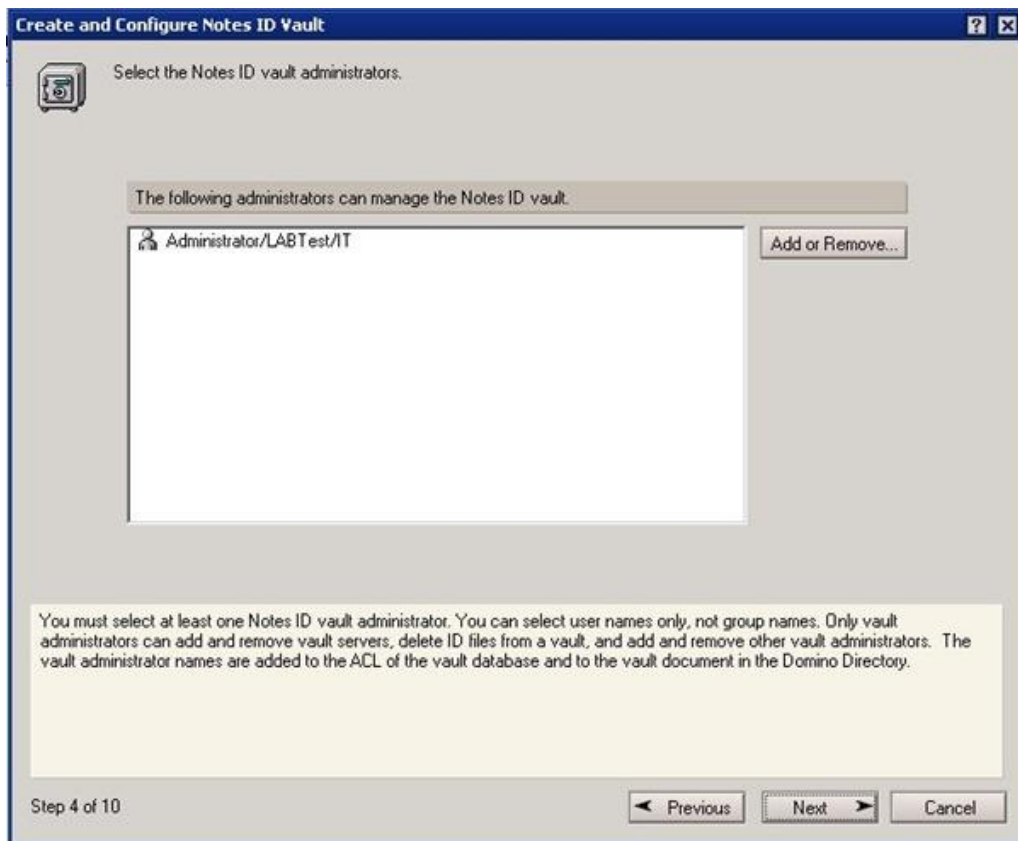 Create and Configure Notes ID Vault
Select the Notes ID vault administrators.
The following administrators can manage the Notes ID vault.
Administrator/LABTest/IT
Add or Remove...
You must select at least one Notes ID vault administrator. You can select user names only, not group names. Only vault
administrators can add and remove vault servers, delete ID files from a vault, and add and remove other vault administrators. The
vault administrator names are added to the ACL of the vault database and to the vault document in the Domino Directory.
Step 4 of 10
Previous
Next
Cancel